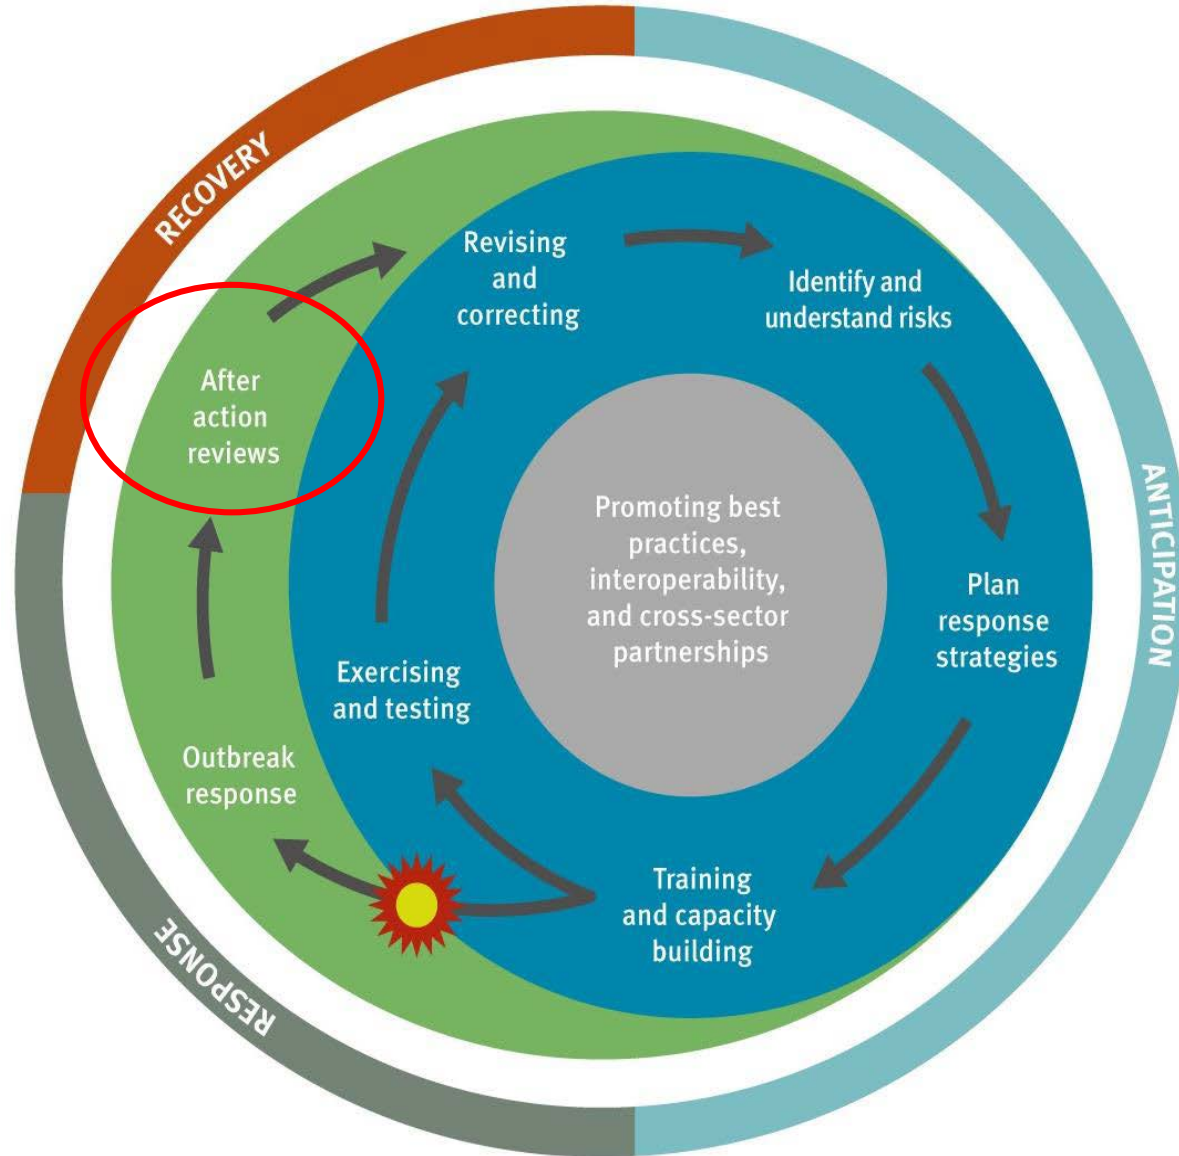 RECOVERY
ANTICIPATION
RESPONSE
Revising
and
correcting
Identify and
understand risks
After
action
reviews
Promoting best
practices,
interoperability,
and cross-sector
partnerships
Plan
response
strategies
Exercising
and testing
Outbreak
response
Training
and capacity
building